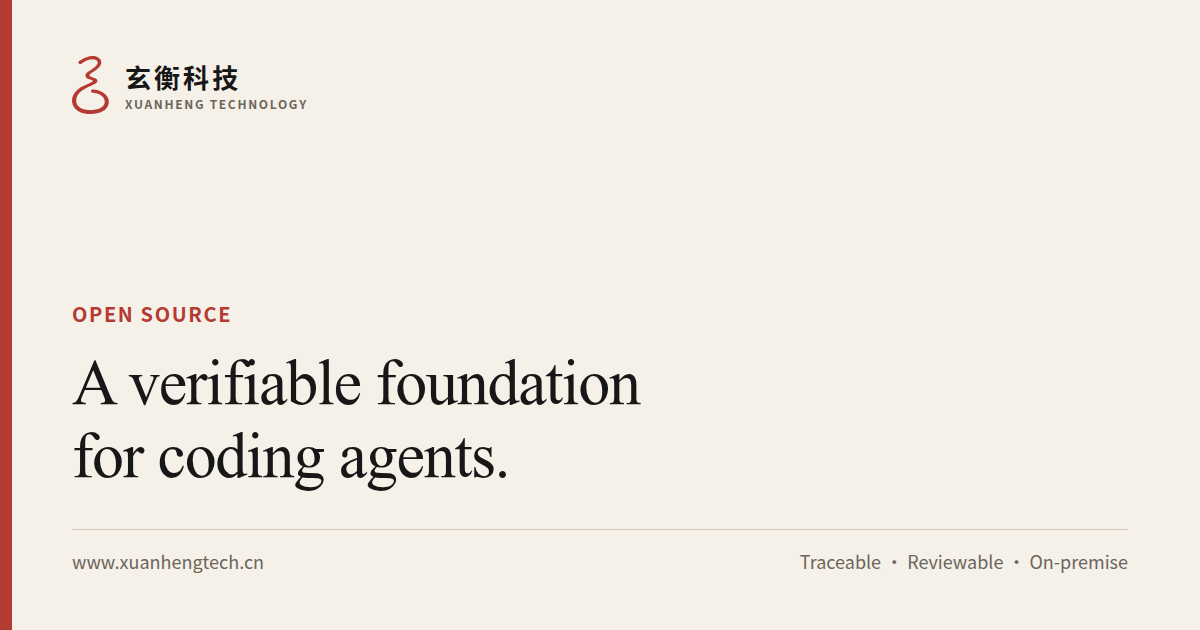 玄衡科技
XUANHENG TECHNOLOGY
OPEN SOURCE
A verifiable foundation
for coding agents.
www.xuanhengtech.cn
Traceable • Reviewable • On-premise